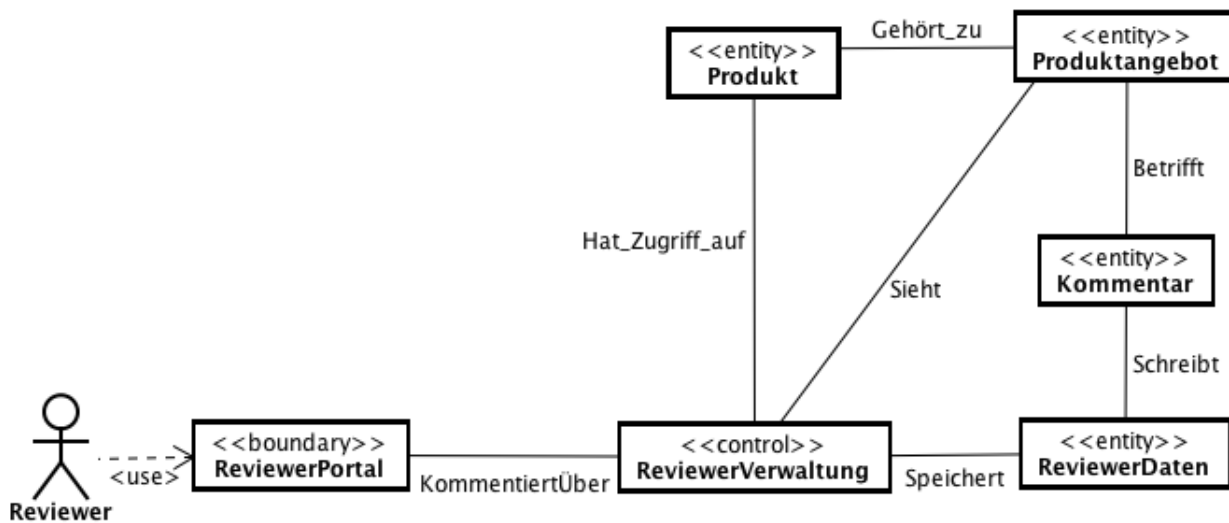 Gehört_zu
<<entity>>
Produkt
<<entity>>
Produktangebot
Betrifft
Hat_Zugriff_auf
<<entity>>
Kommentar
Sieht
Schreibt
<<boundary>>
ReviewerPortal
<<control>>
ReviewerVerwaltung
<<entity>>
ReviewerDaten
<use>
KommentiertÜber
Speichert
Reviewer